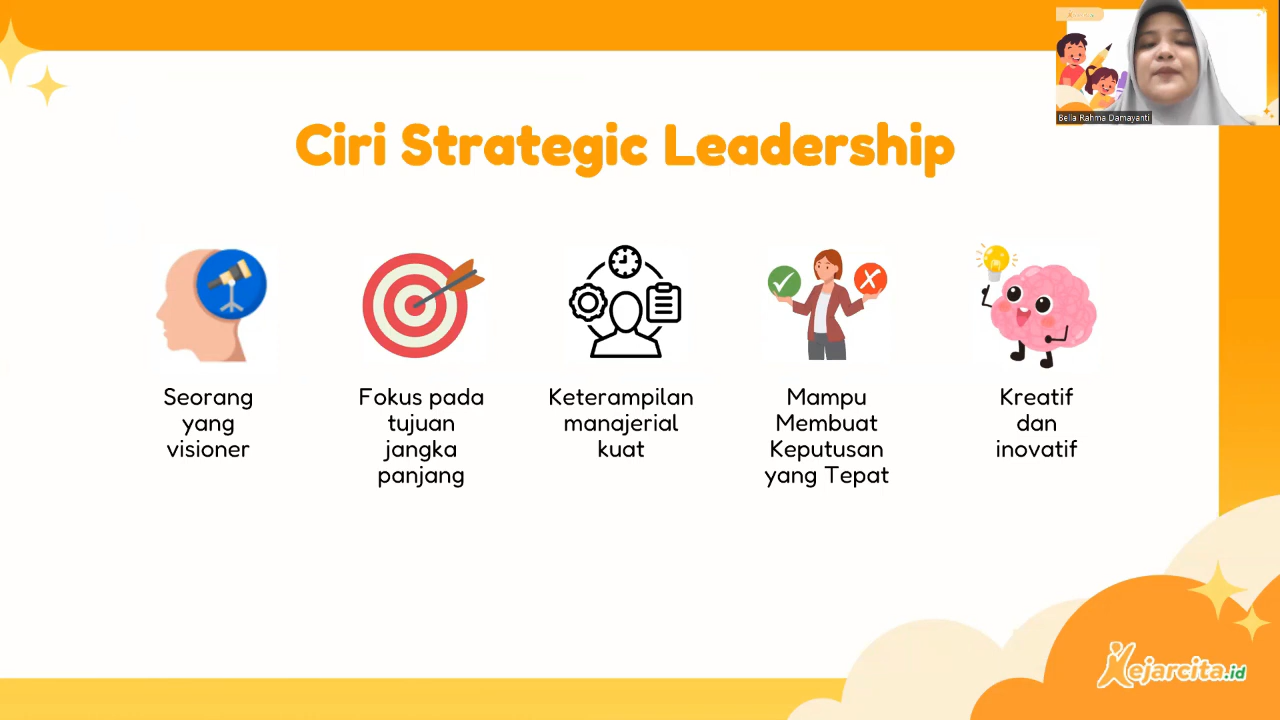 Bella Rahma Damayanti
Ciri Strategic Leadership
Seorang
yang
visioner
Fokus pada
tujuan
jangka
panjang
Keterampilan
manajerial
kuat
Mampu
Membuat
Keputusan
yang Tepat
Kreatif
dan
inovatif
Kejarcita.id